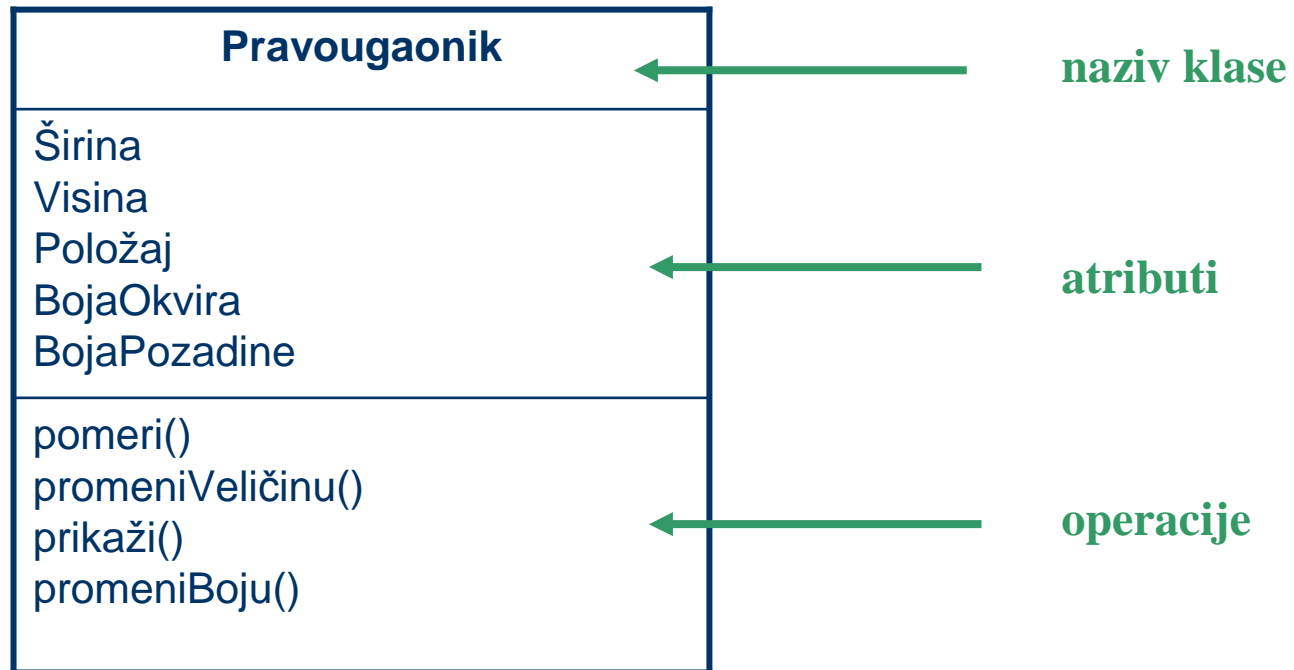 Pravougaonik
naziv klase
Širina
Visina
Položaj
BojaOkvira
BojaPozadine
atributi
pomeri()
promeniVeličinu()
prikaži()
promeniBoju()
operacije